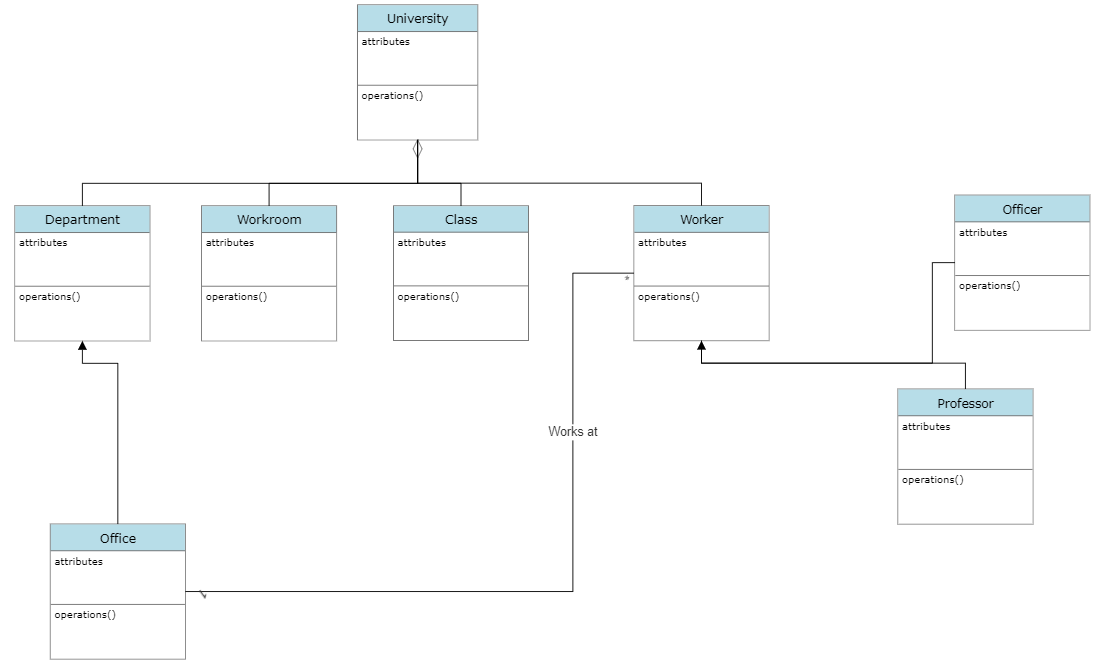 University
attributes
operations()
Department
attributes
operations()
Workroom
attributes
operations()
Class
attributes
operations()
Worker
attributes
operations()
*
Officer
attributes
operations()
Professor
attributes
operations()
Works at
Office
attributes
operations()